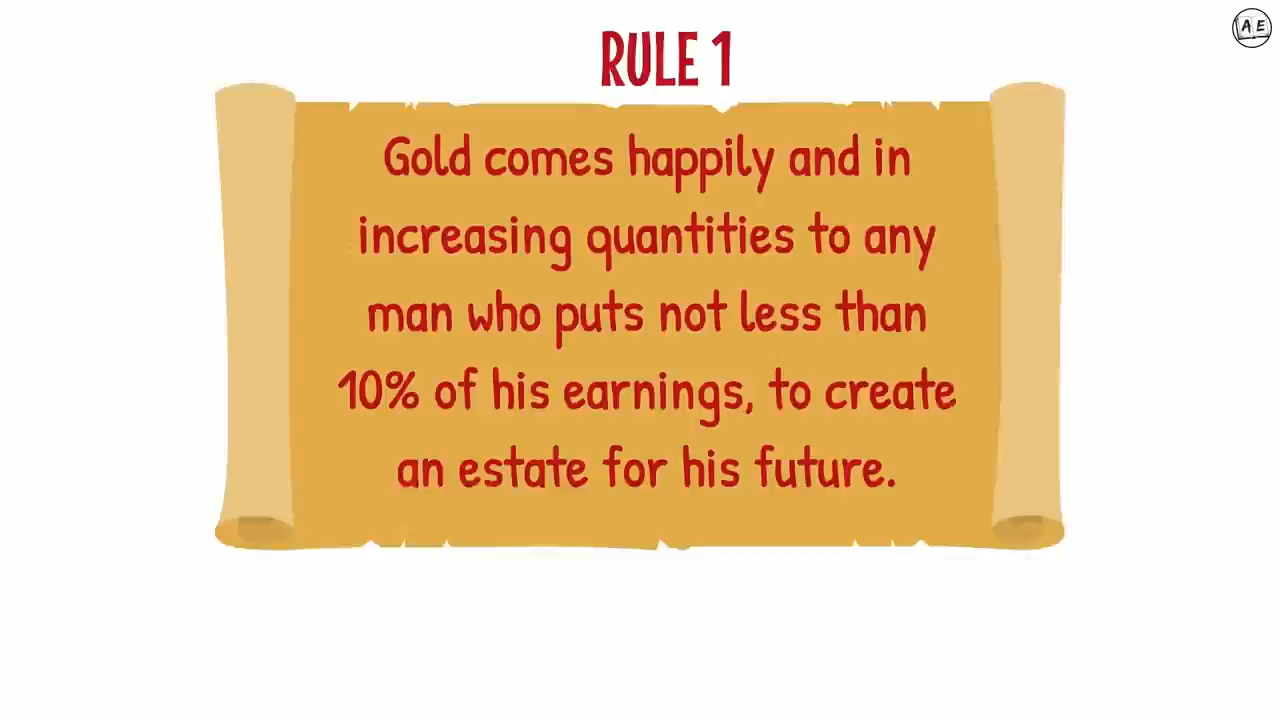 AE
RULE 1
Gold comes happily and in
increasing quantities to any
man who puts not less than
10% of his earnings, to create
an estate for his future.